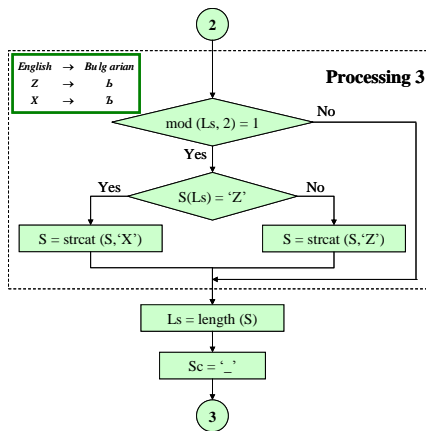 2
English → Bulgarian
Z → Ь
X → Ъ
Processing 3
mod (Ls, 2) = 1
No
Yes
Yes
S(Ls) = ‘Z’
No
S = strcat (S,‘X’)
S = strcat (S,‘Z’)
Ls = length (S)
Sc = ‘_’
3